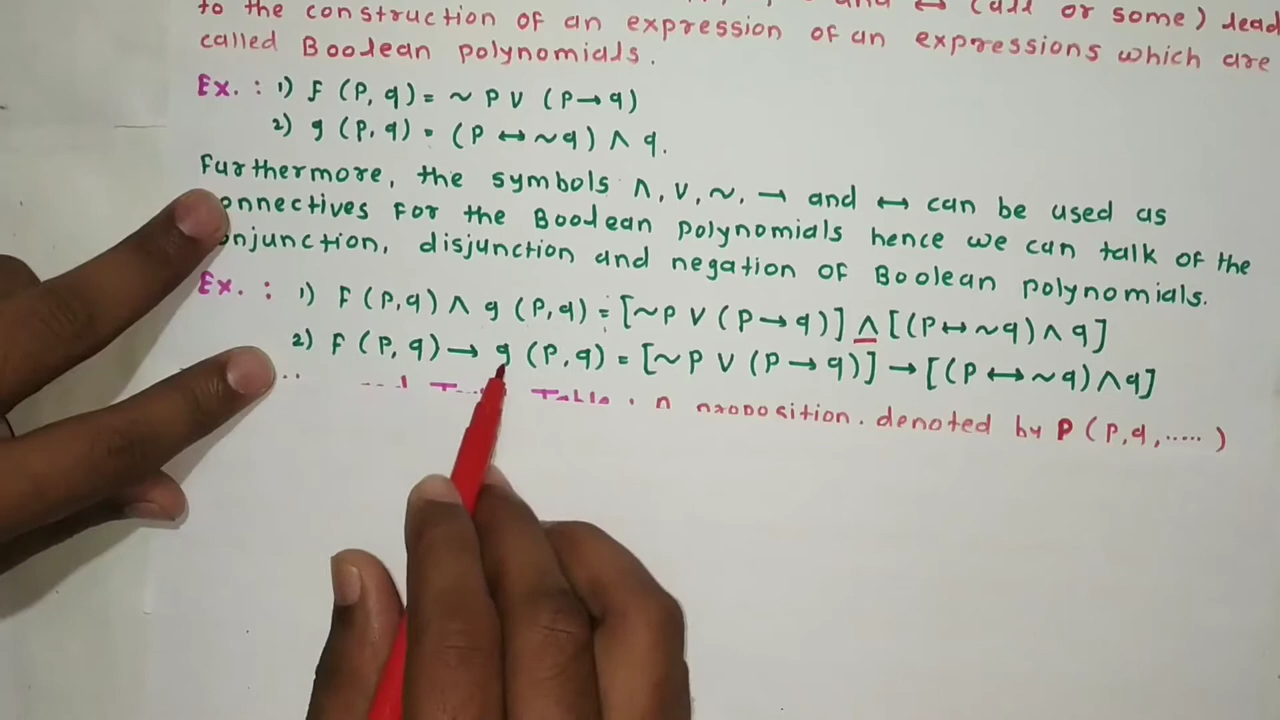 to the construction of an expression of an expressions which are
called Boolean polynomials.
Ex. : 1) F (P, q) = ~ P ∨ (P → q)
2) g (P, q) = (P ↔ ~q) ∧ q.
Furthermore, the symbols ∧, ∨, ~, → and ↔ can be used as
onnectives For the Boolean polynomials hence we can talk of the
njunction, disjunction and negation of Boolean polynomials.
Ex. : 1) F (P,q) ∧ g (P,q) = [~P ∨ (P → q)] ∧ [(P ↔ ~q) ∧ q]
2) F (P,q) → g (P,q) = [~P ∨ (P → q)] → [(P ↔ ~q) ∧ q]
proposition. denoted by P (P,q,.....)